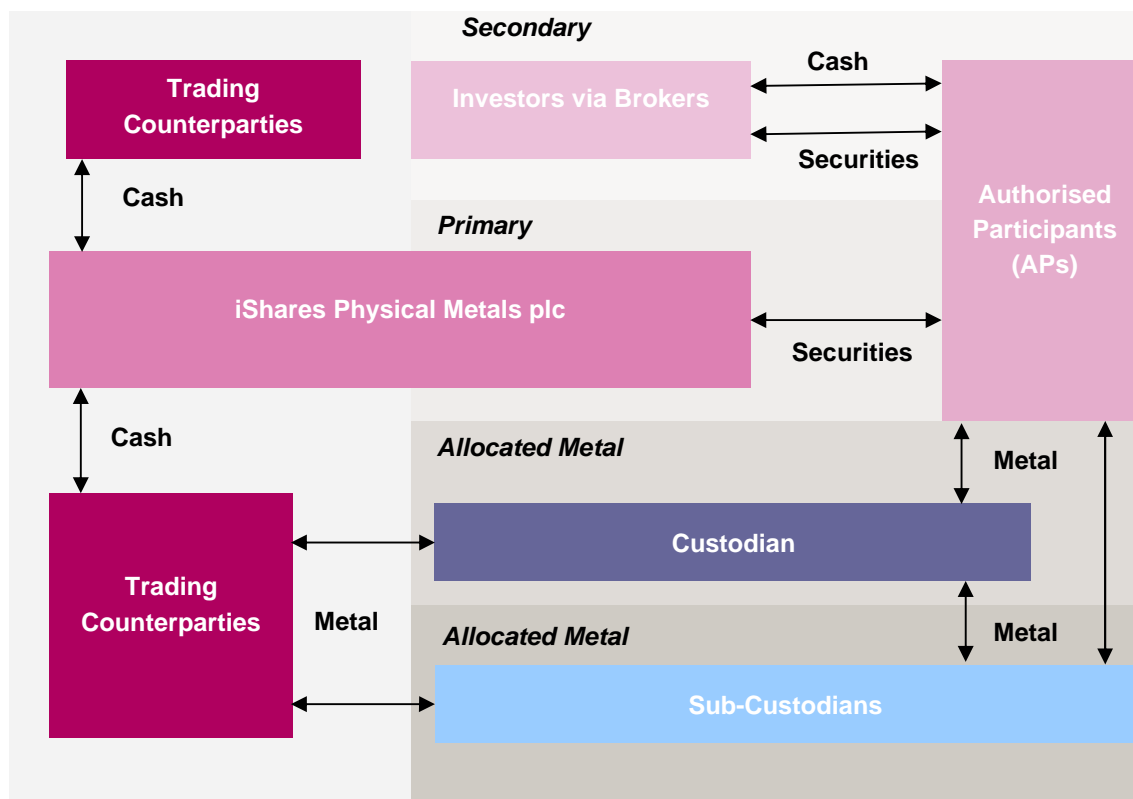 Secondary
Trading
Counterparties
Investors via Brokers
Cash
Securities
Authorised
Participants
(APs)
Cash
Primary
iShares Physical Metals plc
Securities
Cash
Allocated Metal
Metal
Custodian
Trading
Counterparties
Metal
Allocated Metal
Metal
Sub-Custodians